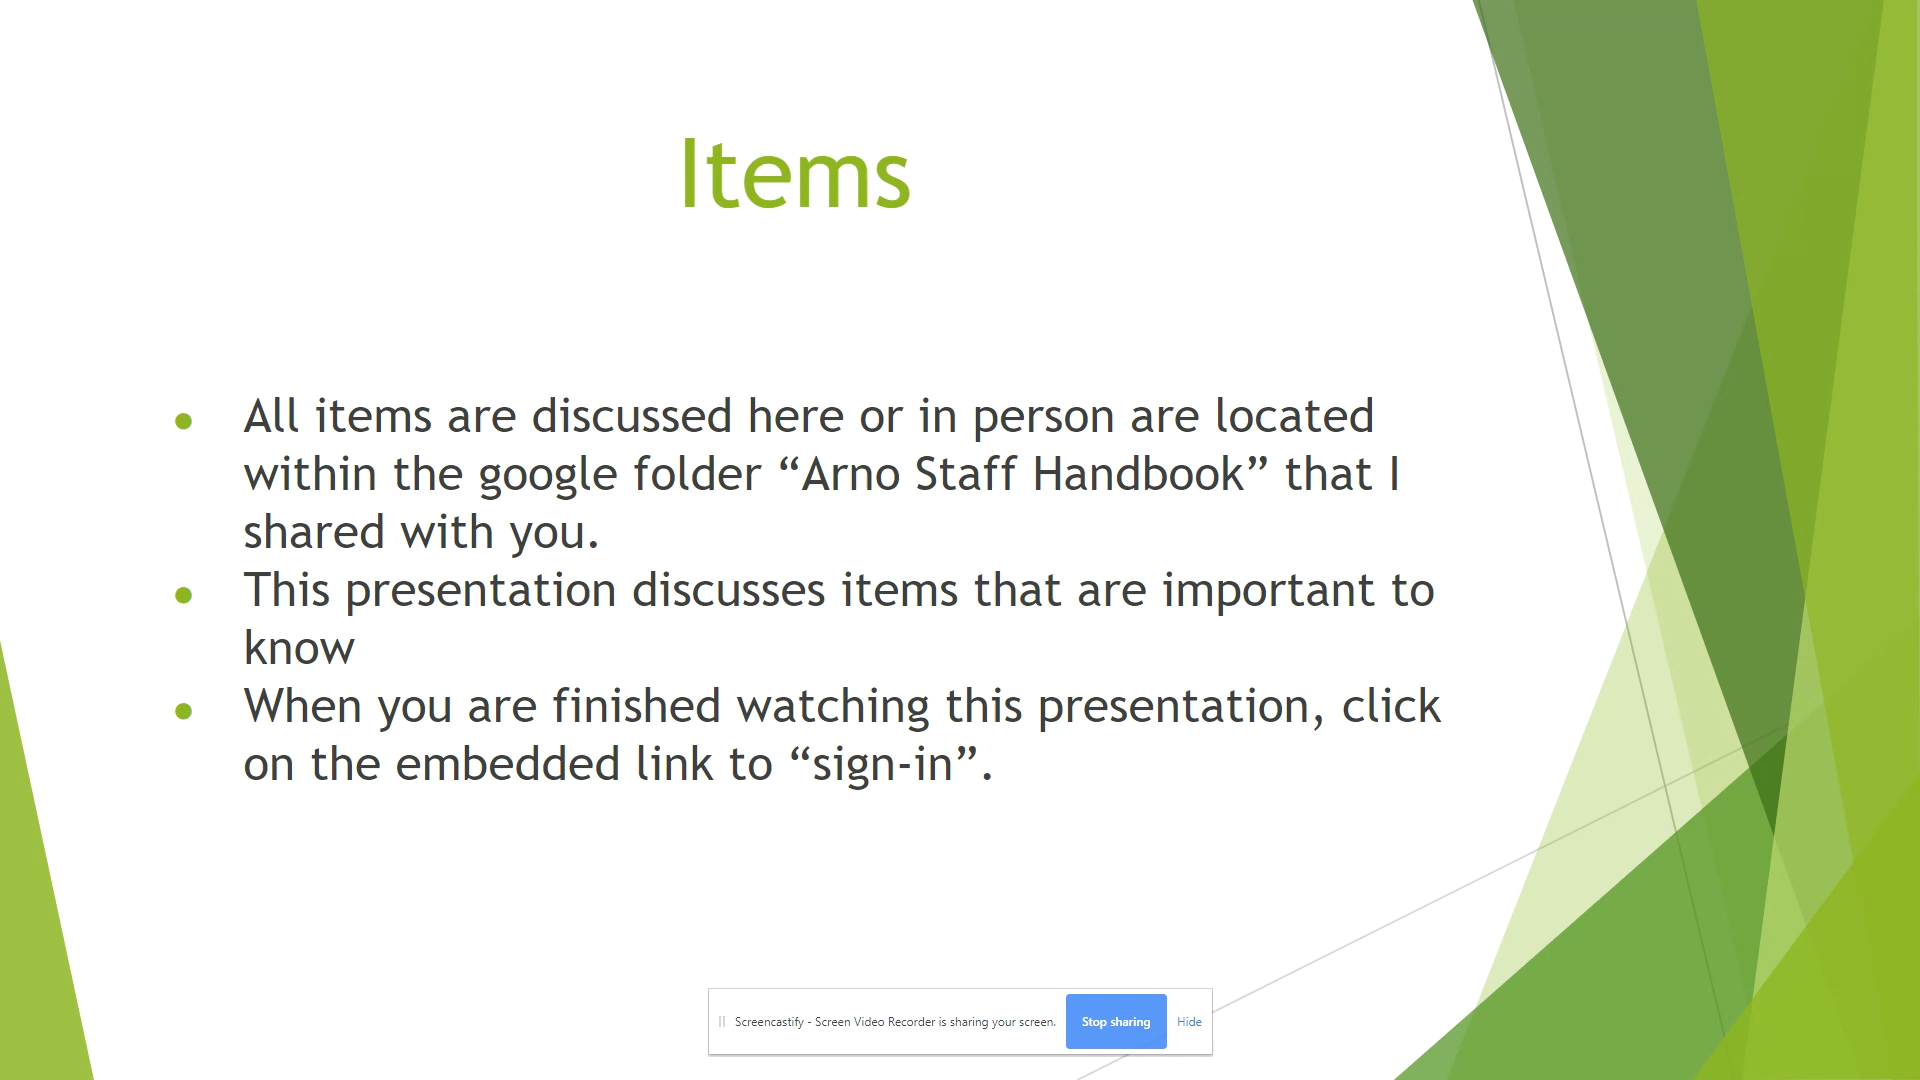 Items
All items are discussed here or in person are located
within the google folder “Arno Staff Handbook” that I
shared with you.
This presentation discusses items that are important to
know
When you are finished watching this presentation, click
on the embedded link to “sign-in”.
Screencastify - Screen Video Recorder is sharing your screen. Stop sharing Hide